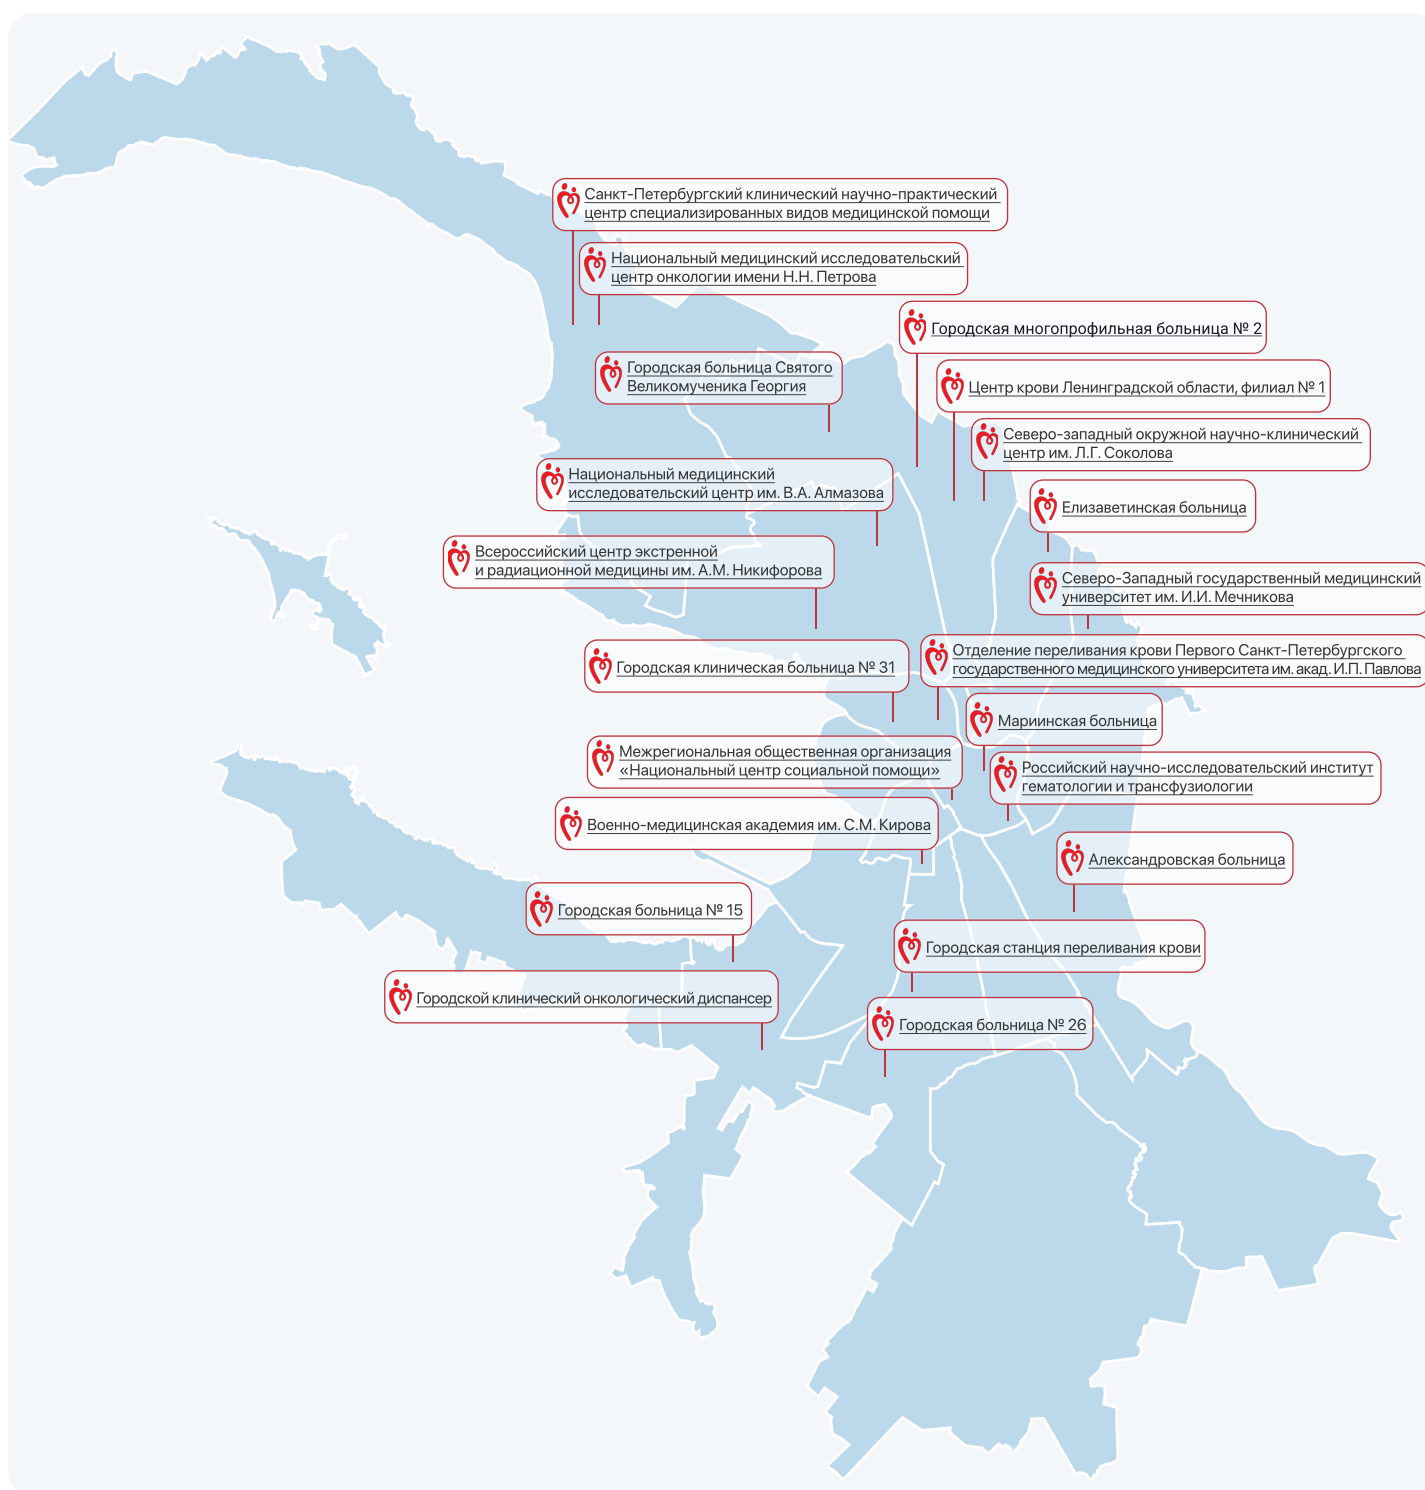 Санкт-Петербургский клинический научно-практический
центр специализированных видов медицинской помощи
Национальный медицинский исследовательский
центр онкологии имени Н.Н. Петрова
Городская многопрофильная больница № 2
Городская больница Святого
Великомученика Георгия
Центр крови Ленинградской области, филиал № 1
Северо-западный окружной научно-клинический
центр им. Л.Г. Соколова
Национальный медицинский
исследовательский центр им. В.А. Алмазова
Елизаветинская больница
Всероссийский центр экстренной
и радиационной медицины им. А.М. Никифорова
Северо-Западный государственный медицинский
университет им. И.И. Мечникова
Городская клиническая больница № 31
Отделение переливания крови Первого Санкт-Петербургского
государственного медицинского университета им. акад. И.П. Павлова
Мариинская больница
Межрегиональная общественная организация
«Национальный центр социальной помощи»
Российский научно-исследовательский институт
гематологии и трансфузиологии
Военно-медицинская академия им. С.М. Кирова
Александровская больница
Городская больница № 15
Городская станция переливания крови
Городской клинический онкологический диспансер
Городская больница № 26